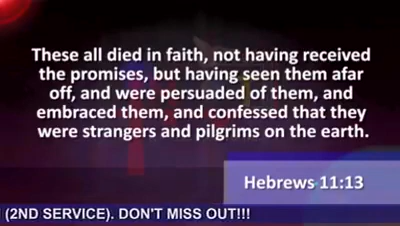 These all died in faith, not having received
the promises, but having seen them afar
off, and were persuaded of them, and
embraced them, and confessed that they
were strangers and pilgrims on the earth.
Hebrews 11:13
(2ND SERVICE). DON'T MISS OUT!!!